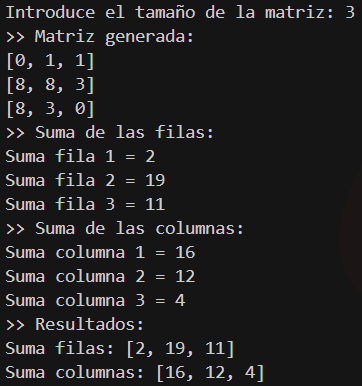 Introduce el tamaño de la matriz: 3
>> Matriz generada:
[0, 1, 1]
[8, 8, 3]
[8, 3, 0]
>> Suma de las filas:
Suma fila 1 = 2
Suma fila 2 = 19
Suma fila 3 = 11
>> Suma de las columnas:
Suma columna 1 = 16
Suma columna 2 = 12
Suma columna 3 = 4
>> Resultados:
Suma filas: [2, 19, 11]
Suma columnas: [16, 12, 4]